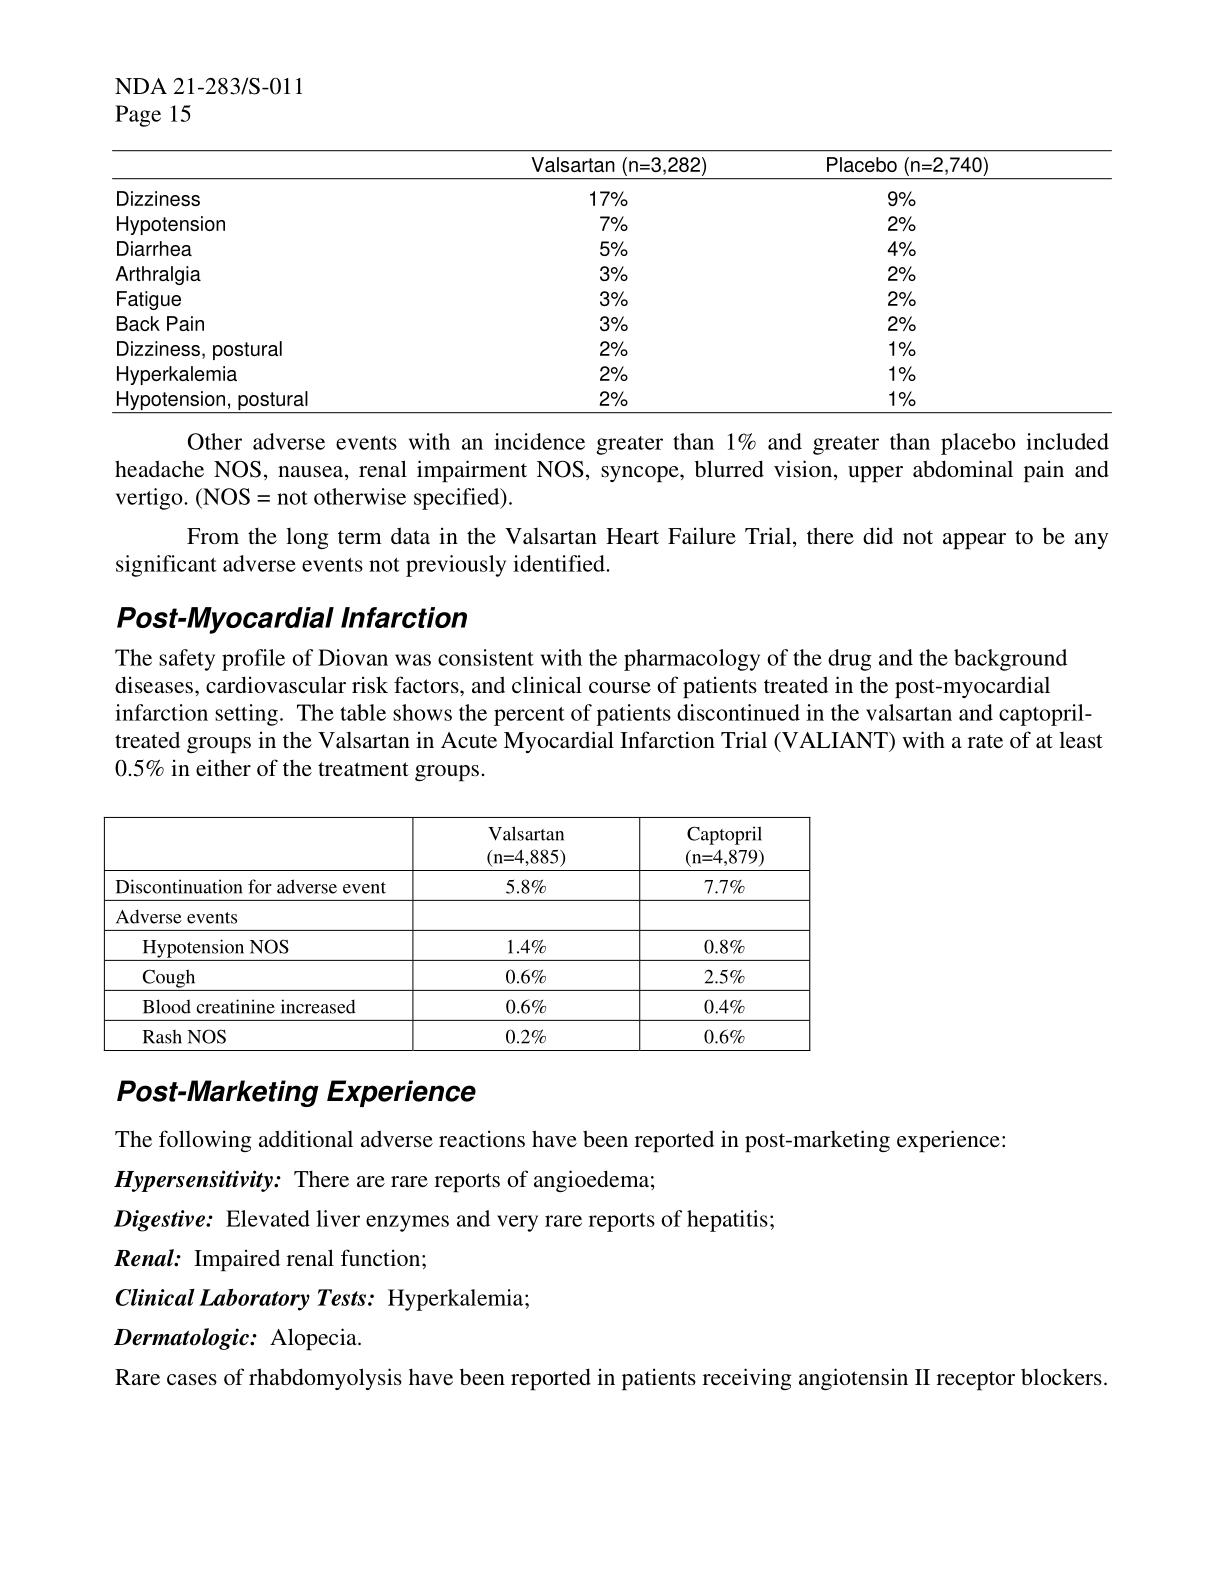 NDA 21-283/S-011
Page 15
Valsartan (n=3,282) Placebo (n=2,740)
Dizziness 17% 9%
Hypotension 7% 2%
Diarrhea 5% 4%
Arthralgia 3% 2%
Fatigue 3% 2%
Back Pain 3% 2%
Dizziness, postural 2% 1%
Hyperkalemia 2% 1%
Hypotension, postural 2% 1%
Other adverse events with an incidence greater than 1% and greater than placebo included
headache NOS, nausea, renal impairment NOS, syncope, blurred vision, upper abdominal pain and
vertigo. (NOS = not otherwise specified).
From the long term data in the Valsartan Heart Failure Trial, there did not appear to be any
significant adverse events not previously identified.
Post-Myocardial Infarction
The safety profile of Diovan was consistent with the pharmacology of the drug and the background
diseases, cardiovascular risk factors, and clinical course of patients treated in the post-myocardial
infarction setting.  The table shows the percent of patients discontinued in the valsartan and captopril-
treated groups in the Valsartan in Acute Myocardial Infarction Trial (VALIANT) with a rate of at least
0.5% in either of the treatment groups.
Valsartan Captopril
(n=4,885) (n=4,879)
Discontinuation for adverse event 5.8% 7.7%
Adverse events
Hypotension NOS 1.4% 0.8%
Cough 0.6% 2.5%
Blood creatinine increased 0.6% 0.4%
Rash NOS 0.2% 0.6%
Post-Marketing Experience
The following additional adverse reactions have been reported in post-marketing experience:
Hypersensitivity:  There are rare reports of angioedema;
Digestive:  Elevated liver enzymes and very rare reports of hepatitis;
Renal:  Impaired renal function;
Clinical Laboratory Tests:  Hyperkalemia;
Dermatologic:  Alopecia.
Rare cases of rhabdomyolysis have been reported in patients receiving angiotensin II receptor blockers.